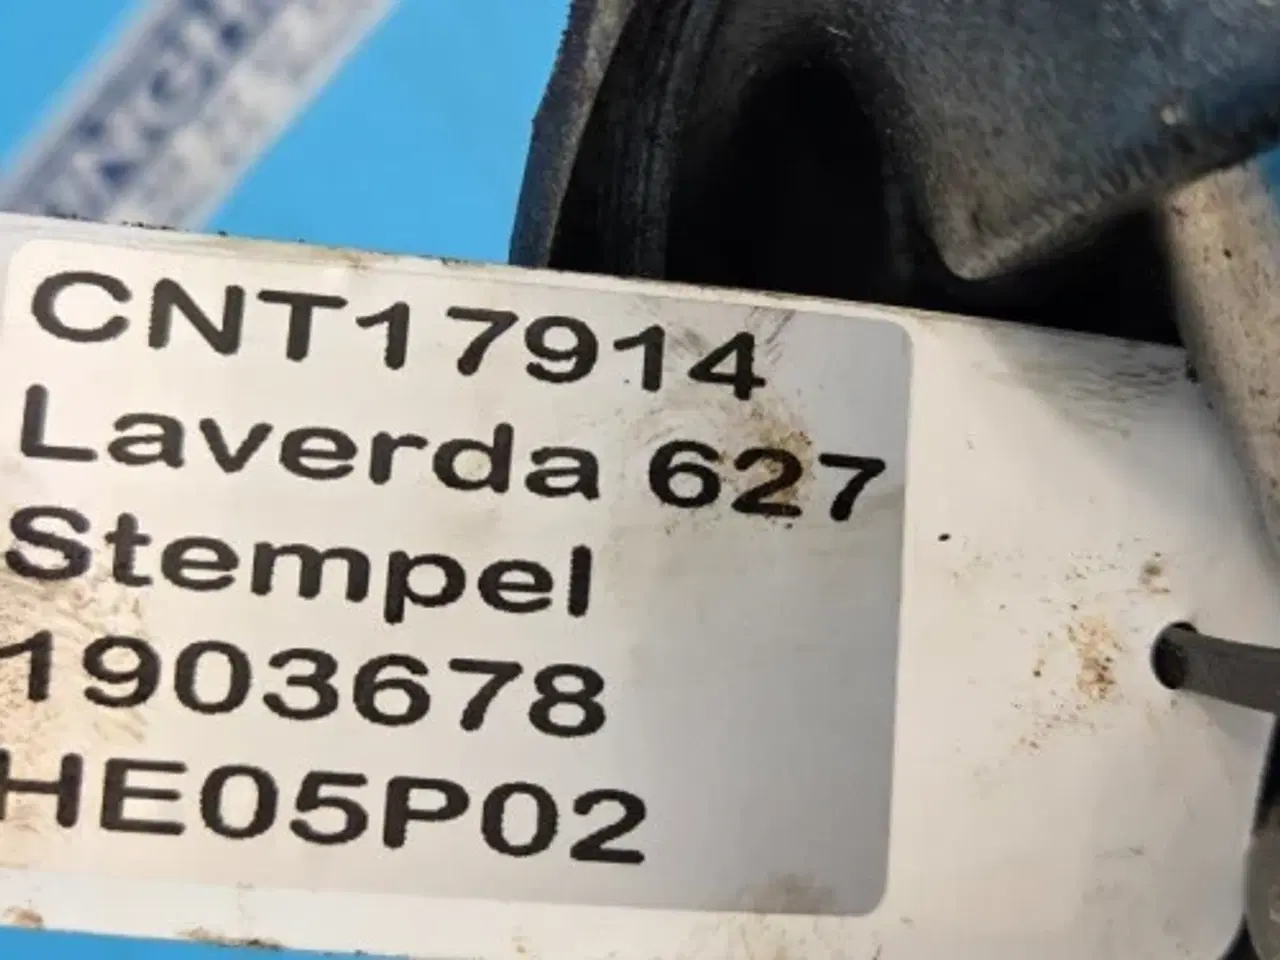 CNT17914
Laverda 627
Stempel
1903678
HE05P02